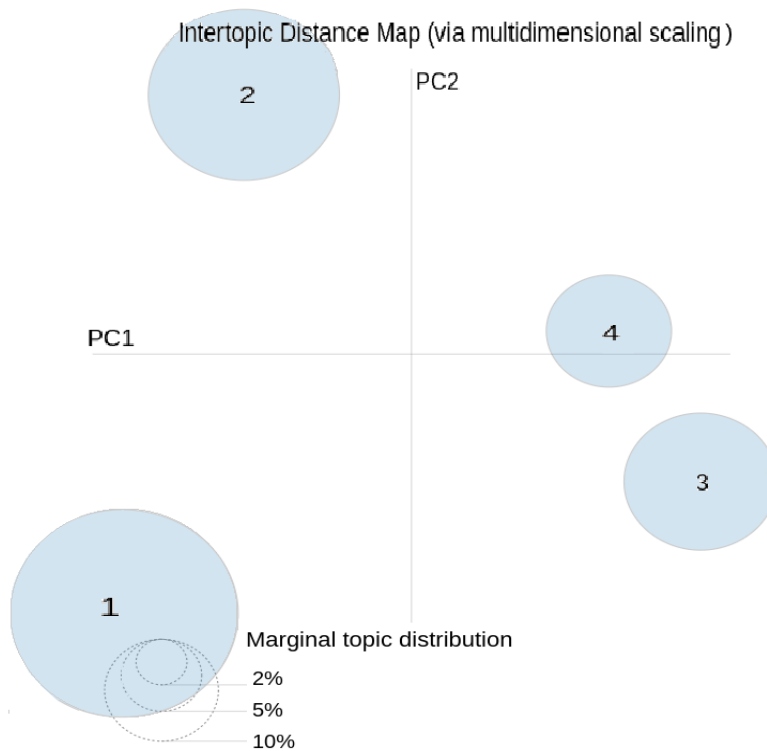 Intertopic Distance Map (via multidimensional scaling )
PC2
2
4
PC1
3
1
Marginal topic distribution
2%
5%
10%